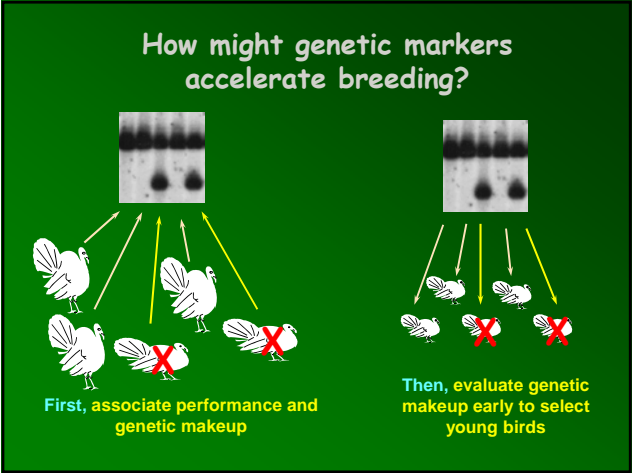 How might genetic markers
accelerate breeding?
First, associate performance and
genetic makeup
Then, evaluate genetic
makeup early to select
young birds